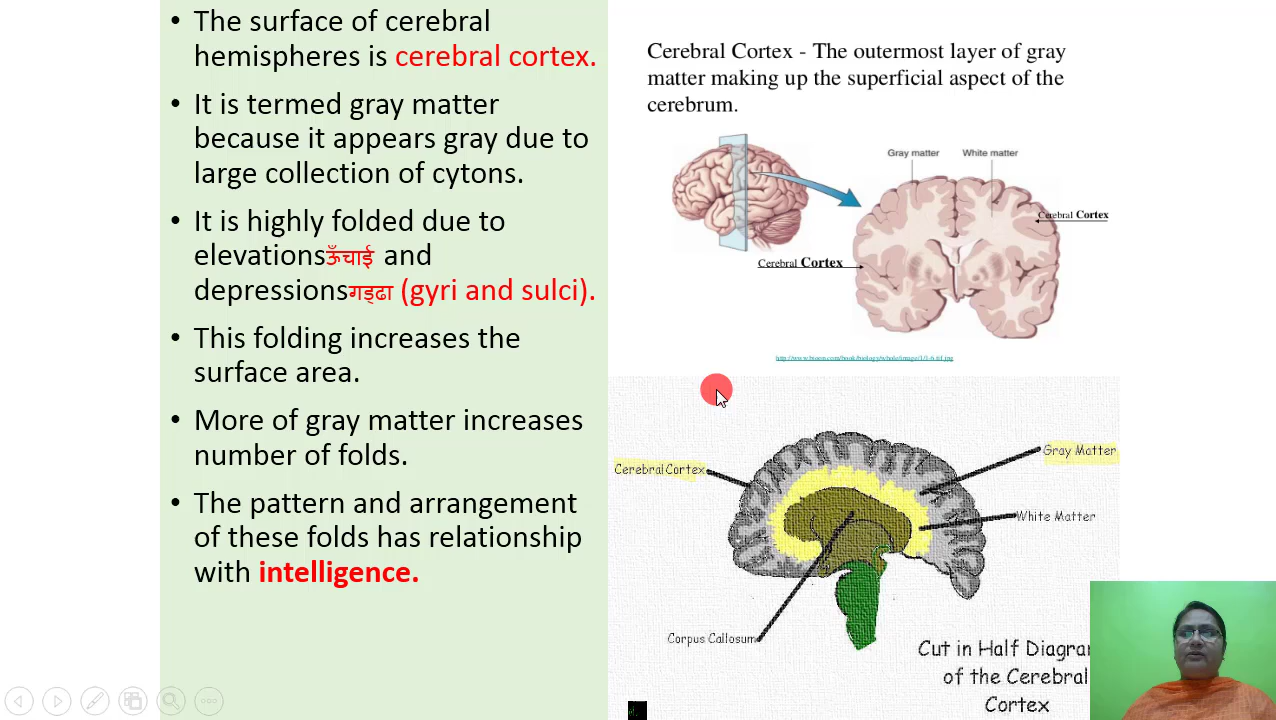 • The surface of cerebral
hemispheres is cerebral cortex.
• It is termed gray matter
because it appears gray due to
large collection of cytons.
• It is highly folded due to
elevationsऊँचाई and
depressionsगड्ढा (gyri and sulci).
• This folding increases the
surface area.
• More of gray matter increases
number of folds.
• The pattern and arrangement
of these folds has relationship
with intelligence.
Cerebral Cortex - The outermost layer of gray
matter making up the superficial aspect of the
cerebrum.
Gray matter
White matter
Cerebral Cortex
Cerebral Cortex
Cerebral Cortex
Gray Matter
White Matter
Corpus Callosum
Cut in Half Diagra
of the Cerebral
Cortex